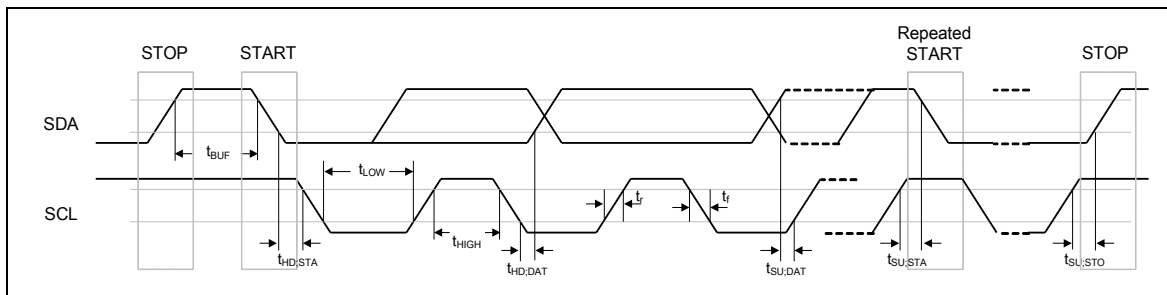 STOP
START
Repeated
START
STOP
SDA
tBUF
tLOW
SCL
tr
tf
tHIGH
tHD;STA
tHD;DAT
tSU;DAT
tSU;STA
tSU;STO